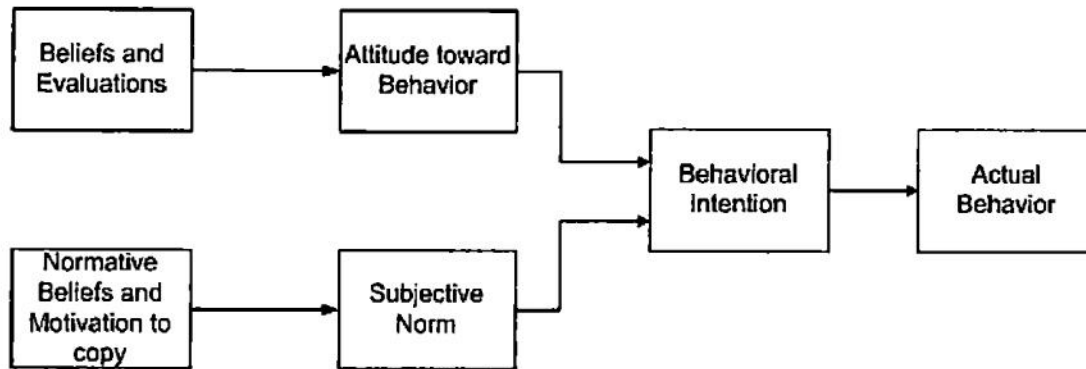 Beliefs and
Evaluations
Attitude toward
Behavior
Behavioral
Intention
Actual
Behavior
Normative
Beliefs and
Motivation to
copy
Subjective
Norm